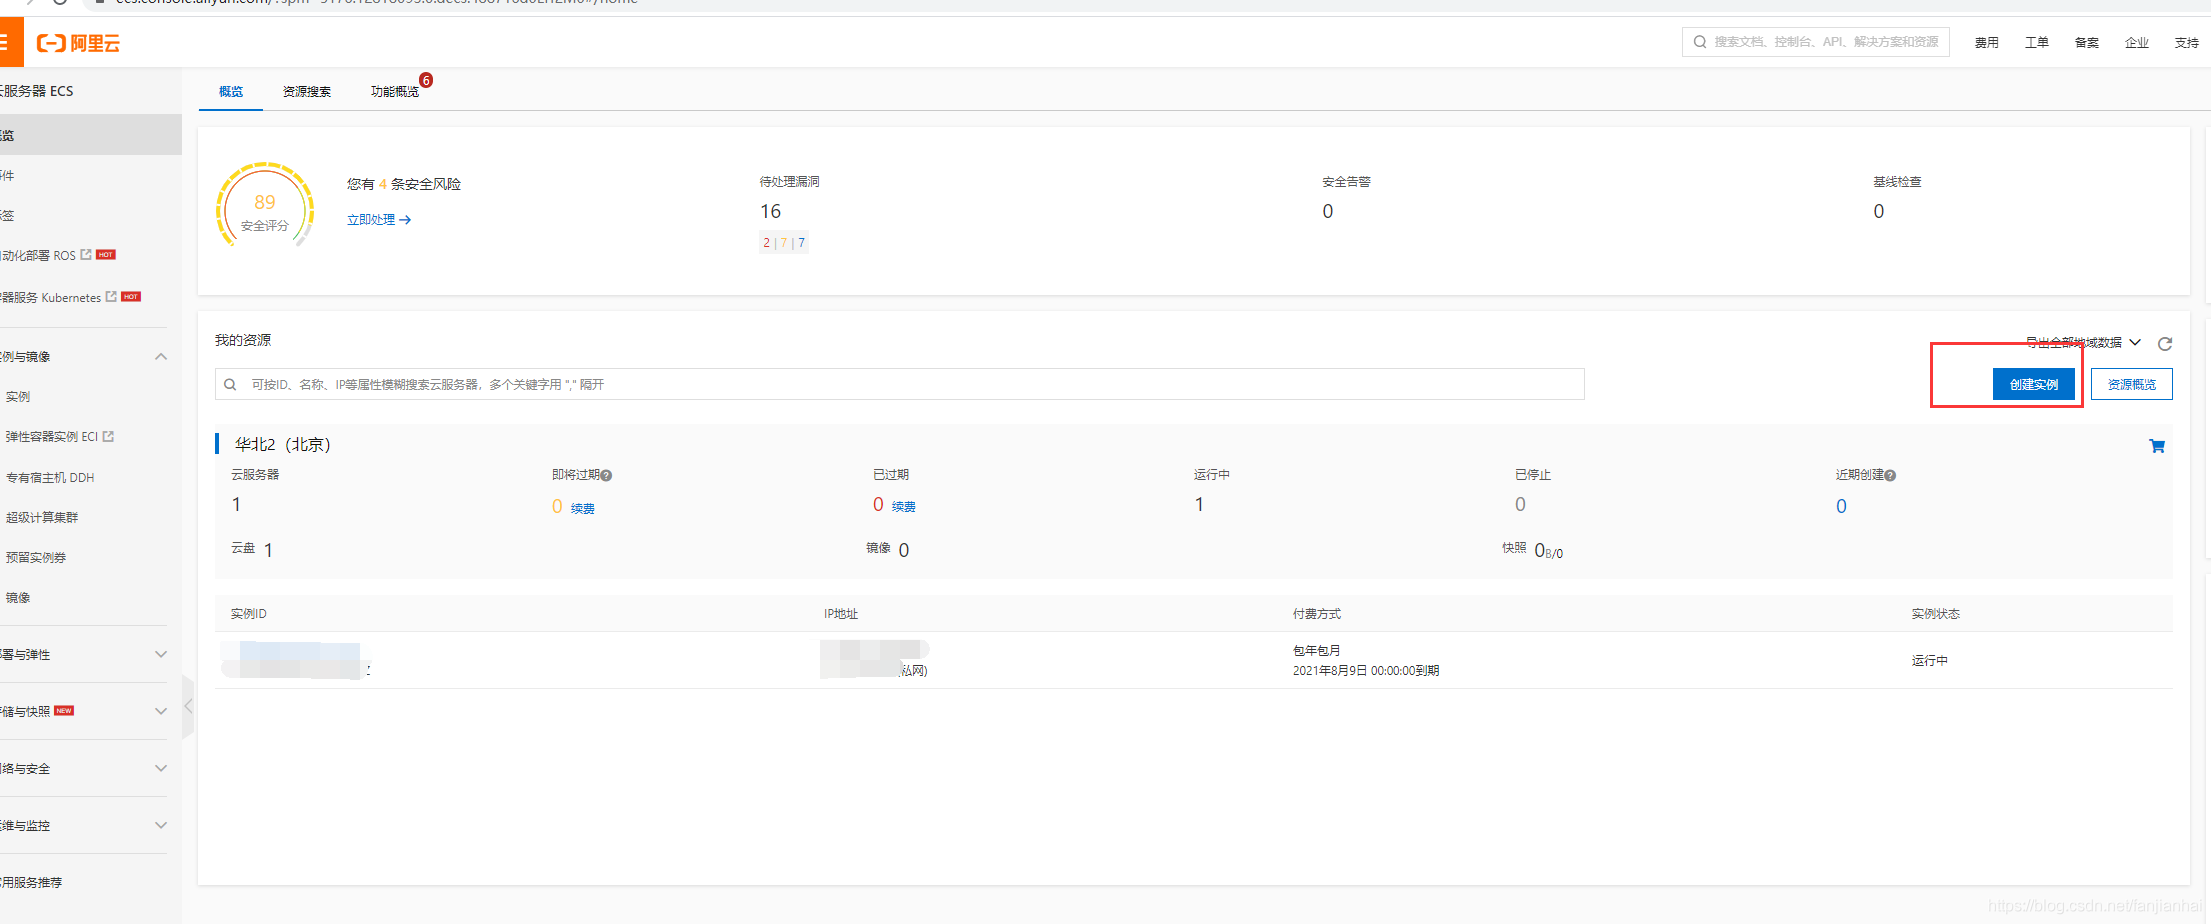 阿里云
搜索文档、控制台、API、解决方案和资源
费用
工单
备案
企业
支持
云服务器 ECS
概览
资源搜索
功能概览
6
概览
事件
标签
自动化部署 ROS HOT
容器服务 Kubernetes HOT
实例与镜像
实例
弹性容器实例 ECI
专有宿主机 DDH
超级计算集群
预留实例券
镜像
部署与弹性
存储与快照 NEW
网络与安全
运维与监控
常用服务推荐
89
安全评分
您有 4 条安全风险
立即处理
待处理漏洞
16
2 | 7 | 7
安全告警
0
基线检查
0
我的资源
导出全部地域数据
可按ID、名称、IP等属性模糊搜索云服务器，多个关键字用 "," 隔开
创建实例
资源概览
华北2（北京）
云服务器
1
即将过期
0 续费
已过期
0 续费
运行中
1
已停止
0
近期创建
0
云盘 1
镜像 0
快照 0B/0
实例ID
IP地址
付费方式
实例状态
私网)
包年包月
2021年8月9日 00:00:00到期
运行中
https://blog.csdn.net/fanjianhai